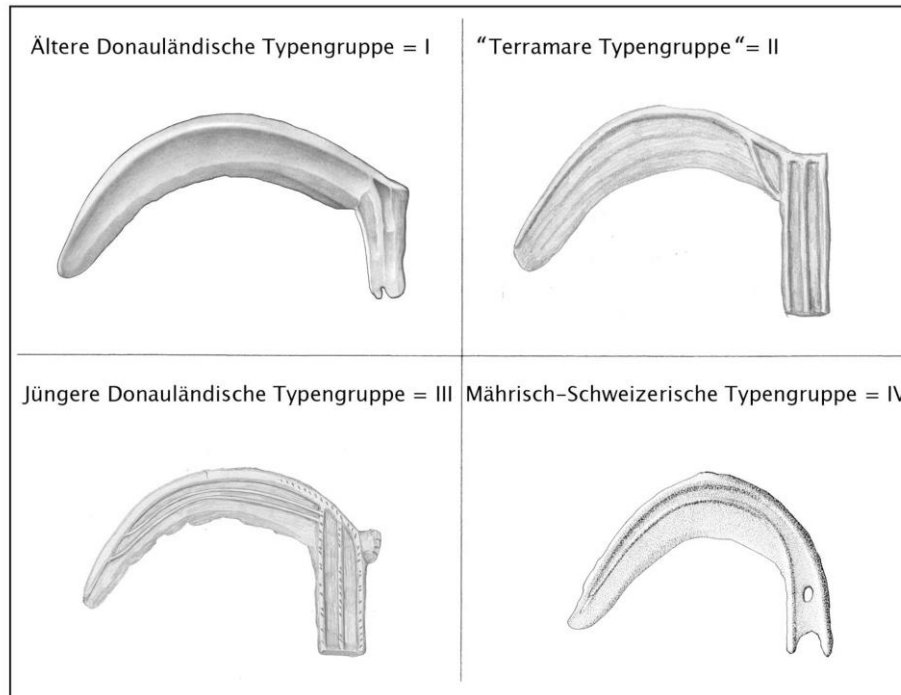 Ältere Donauländische Typengruppe = I
“Terramare Typengruppe“= II
Jüngere Donauländische Typengruppe = III
Mährisch-Schweizerische Typengruppe = IV